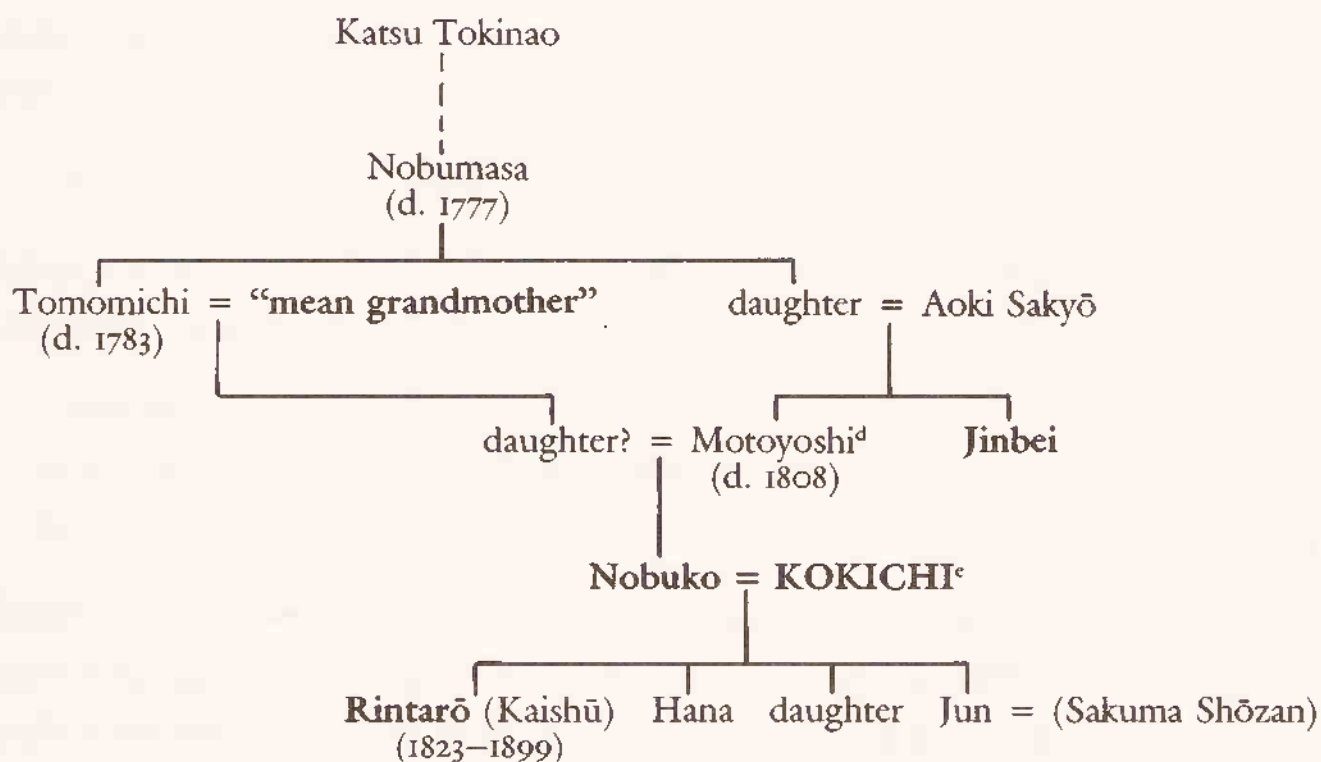 Katsu Tokinao
Nobumasa
(d. 1777)
Tomomichi = “mean grandmother” daughter = Aoki Sakyō
(d. 1783)
daughter? = Motoyoshiᵈ Jinbei
(d. 1808)
Nobuko = KOKICHIᵉ
Rintarō (Kaishū) Hana daughter Jun = (Sakuma Shōzan)
(1823–1899)